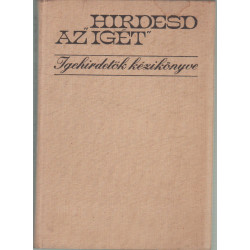 „HIRDESD
AZ IGÉT”
Igehirdetők kézikönyve